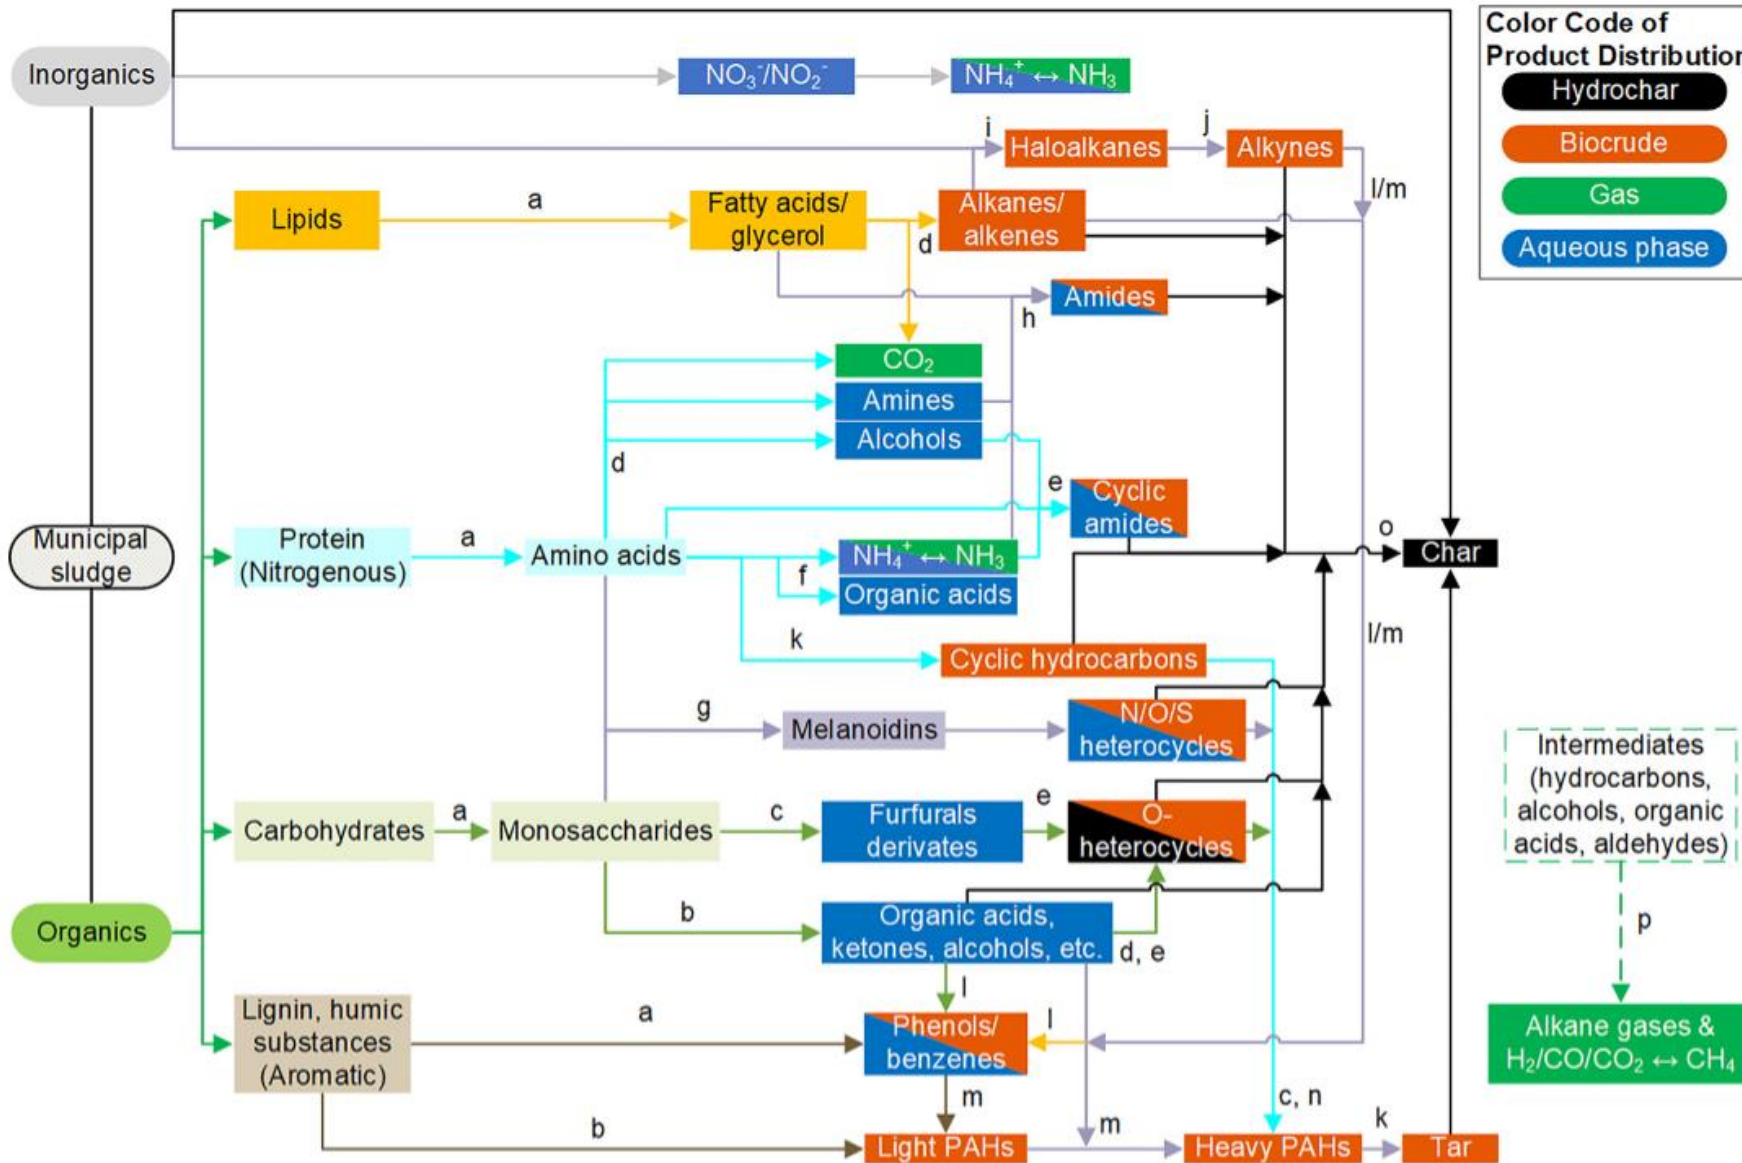 Color Code of
Product Distribution
Hydrochar
Biocrude
Gas
Aqueous phase
Inorganics
NO₃⁻/NO₂⁻
NH₄⁺ ↔ NH₃
i
Haloalkanes
j
Alkynes
l/m
Lipids
a
Fatty acids/
glycerol
d
Alkanes/
alkenes
h
Amides
CO₂
Amines
Alcohols
d
e
Cyclic
amides
Municipal
sludge
Protein
(Nitrogenous)
a
Amino acids
f
NH₄⁺ ↔ NH₃
Organic acids
o
Char
k
Cyclic hydrocarbons
l/m
g
Melanoidins
N/O/S
heterocycles
Intermediates
(hydrocarbons,
alcohols, organic
acids, aldehydes)
Carbohydrates
a
Monosaccharides
c
Furfurals
derivates
e
O-
heterocycles
Organics
b
Organic acids,
ketones, alcohols, etc.
d, e
p
Lignin, humic
substances
(Aromatic)
a
l
Phenols/
benzenes
l
Alkane gases &
H₂/CO/CO₂ ↔ CH₄
b
m
Light PAHs
m
c, n
Heavy PAHs
k
Tar